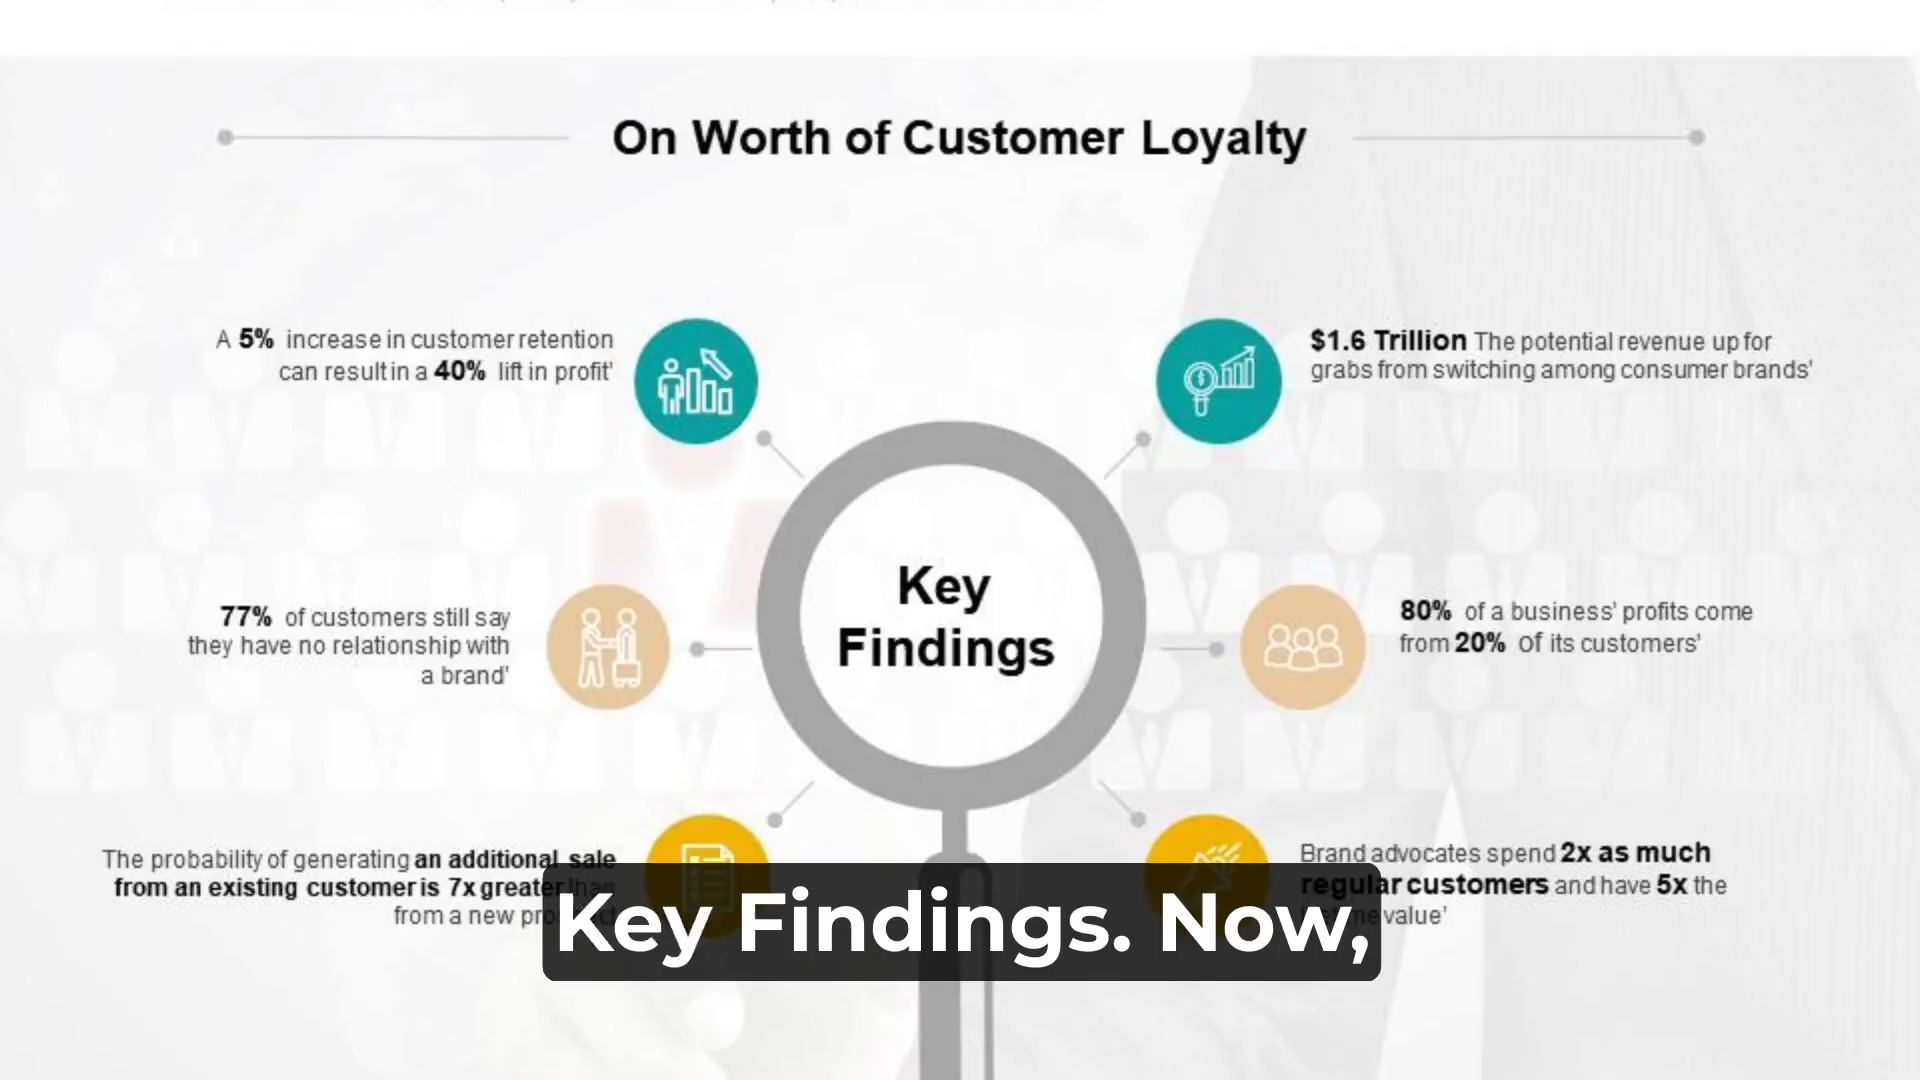 On Worth of Customer Loyalty
A 5% increase in customer retention
can result in a 40% lift in profit'
$1.6 Trillion The potential revenue up for
grabs from switching among consumer brands'
Key
Findings
77% of customers still say
they have no relationship with
a brand'
80% of a business' profits come
from 20% Of its customers'
The probability of generating an additional sale
from an existing customer is 7x greater than
from a new
Brand advocates spend 2x as much
regular customers and have 5x the
value'
Key Findings. Now,